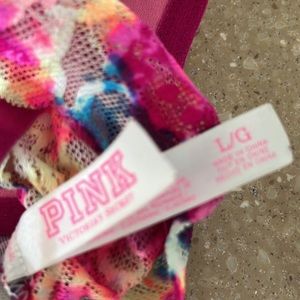 PINK
VICTORIA'S SECRET
L/G
MADE IN CHINA